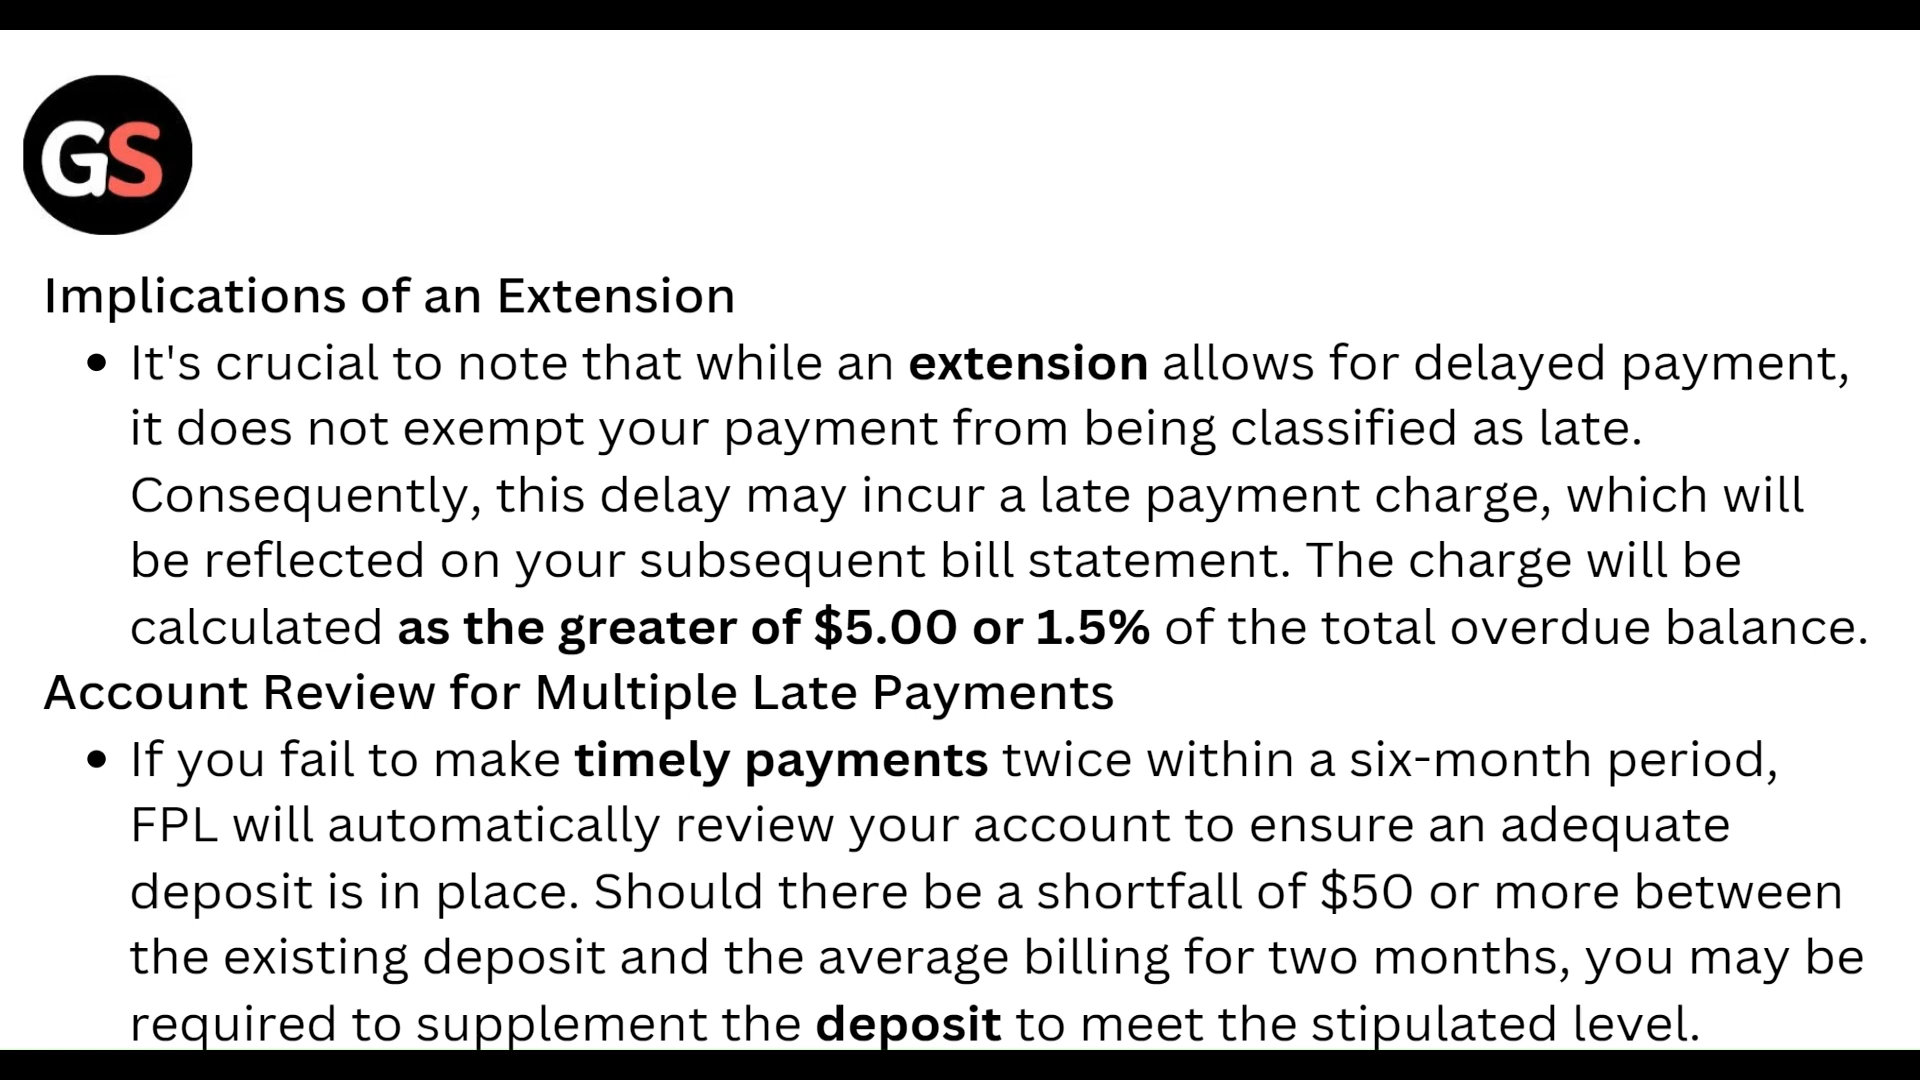 GS
Implications of an Extension
• It's crucial to note that while an extension allows for delayed payment,
it does not exempt your payment from being classified as late.
Consequently, this delay may incur a late payment charge, which will
be reflected on your subsequent bill statement. The charge will be
calculated as the greater of $5.00 or 1.5% of the total overdue balance.
Account Review for Multiple Late Payments
• If you fail to make timely payments twice within a six-month period,
FPL will automatically review your account to ensure an adequate
deposit is in place. Should there be a shortfall of $50 or more between
the existing deposit and the average billing for two months, you may be
required to supplement the deposit to meet the stipulated level.